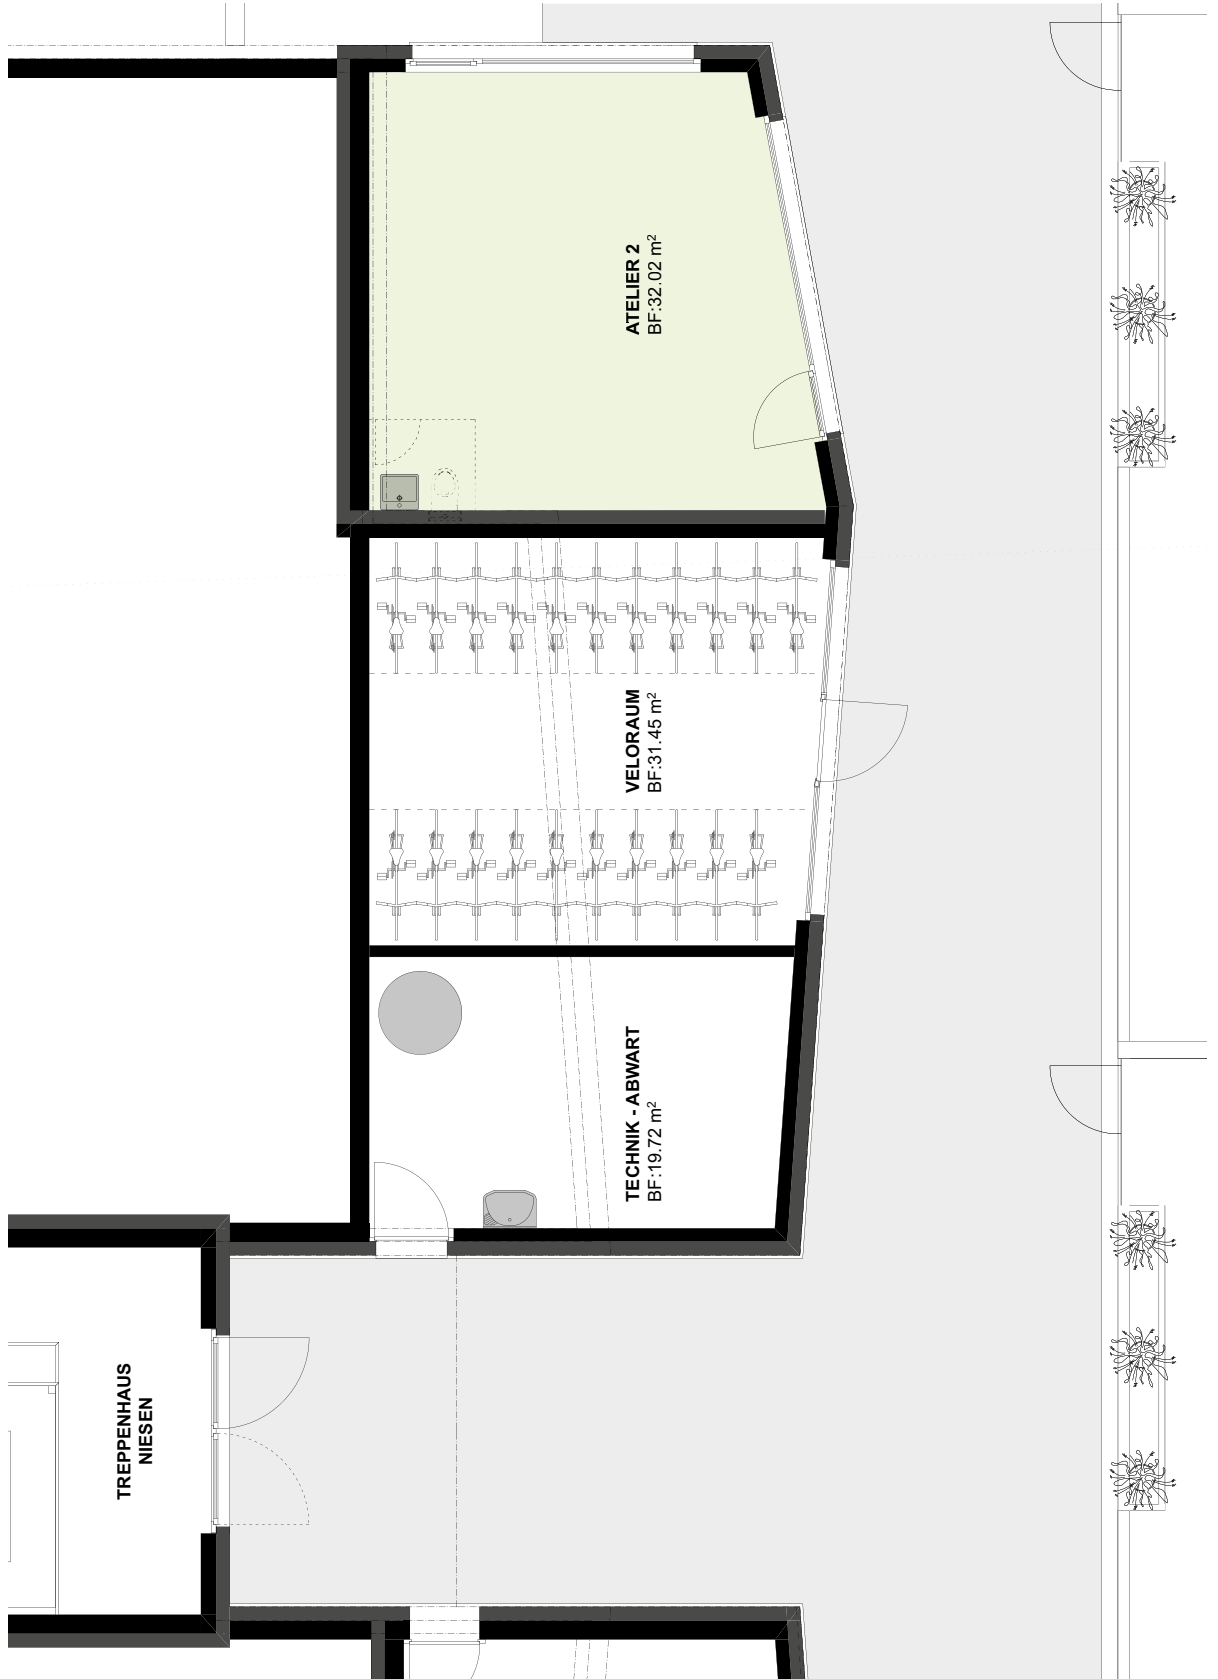 ATELIER 2
BF:32.02 m²
VELORAUM
BF:31.45 m²
TECHNIK - ABWART
BF:19.72 m²
TREPPENHAUS
NIESEN